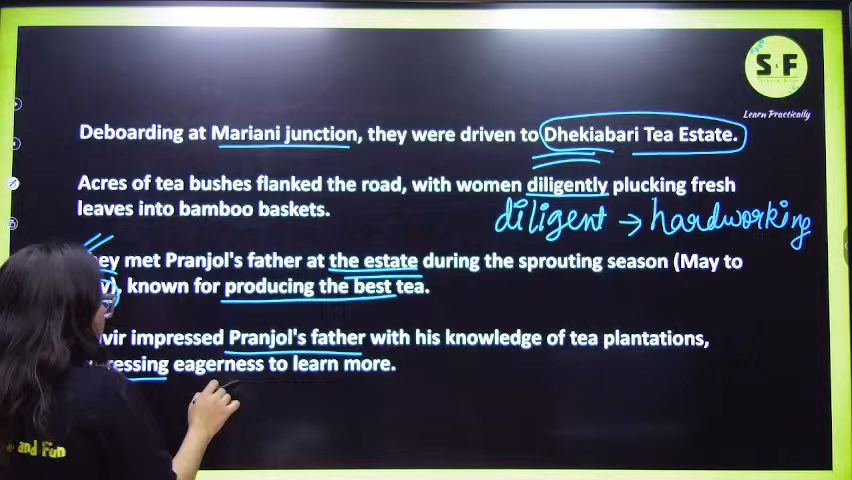 S&F
Learn Practically
Deboarding at Mariani junction, they were driven to Dhekiabari Tea Estate.
Acres of tea bushes flanked the road, with women diligently plucking fresh
leaves into bamboo baskets.
diligent → hardworking
met Pranjol's father at the estate during the sprouting season (May to
known for producing the best tea.
impressed Pranjol's father with his knowledge of tea plantations,
eagerness to learn more.
and Fun